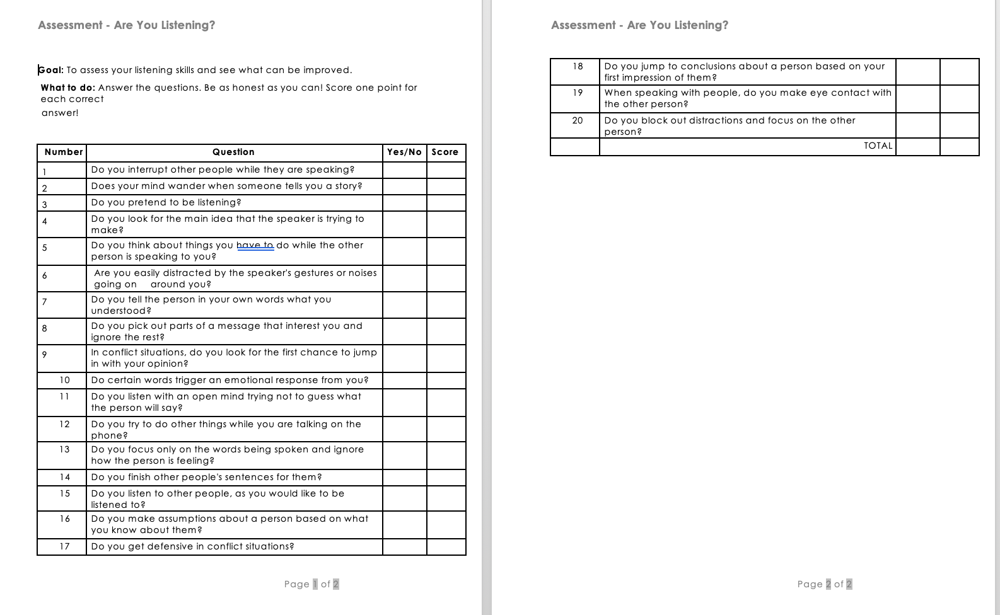 Assessment - Are You Listening?
Goal: To assess your listening skills and see what can be improved.
What to do: Answer the questions. Be as honest as you can! Score one point for
each correct
answer!
Number Question Yes/No Score
1 Do you interrupt other people while they are speaking?
2 Does your mind wander when someone tells you a story?
3 Do you pretend to be listening?
4 Do you look for the main idea that the speaker is trying to
make?
5 Do you think about things you have to do while the other
person is speaking to you?
6 Are you easily distracted by the speaker's gestures or noises
going on around you?
7 Do you tell the person in your own words what you
understood?
8 Do you pick out parts of a message that interest you and
ignore the rest?
9 In conflict situations, do you look for the first chance to jump
in with your opinion?
10 Do certain words trigger an emotional response from you?
11 Do you listen with an open mind trying not to guess what
the person will say?
12 Do you try to do other things while you are talking on the
phone?
13 Do you focus only on the words being spoken and ignore
how the person is feeling?
14 Do you finish other people's sentences for them?
15 Do you listen to other people, as you would like to be
listened to?
16 Do you make assumptions about a person based on what
you know about them?
17 Do you get defensive in conflict situations?
Page 1 of 2
Assessment - Are You Listening?
18 Do you jump to conclusions about a person based on your
first impression of them?
19 When speaking with people, do you make eye contact with
the other person?
20 Do you block out distractions and focus on the other
person?
TOTAL
Page 2 of 2